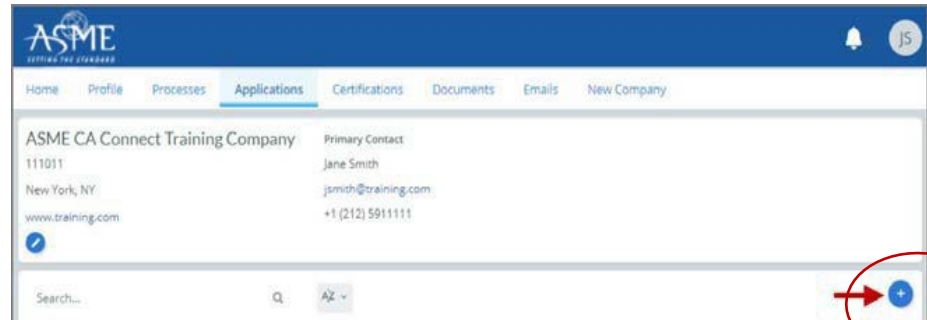 ASME
SETTING THE STANDARD
JS
Home Profile Processes Applications Certifications Documents Emails New Company
ASME CA Connect Training Company
111011
New York, NY
www.training.com
Primary Contact
Jane Smith
jsmith@training.com
+1 (212) 5911111
Search...
AZ